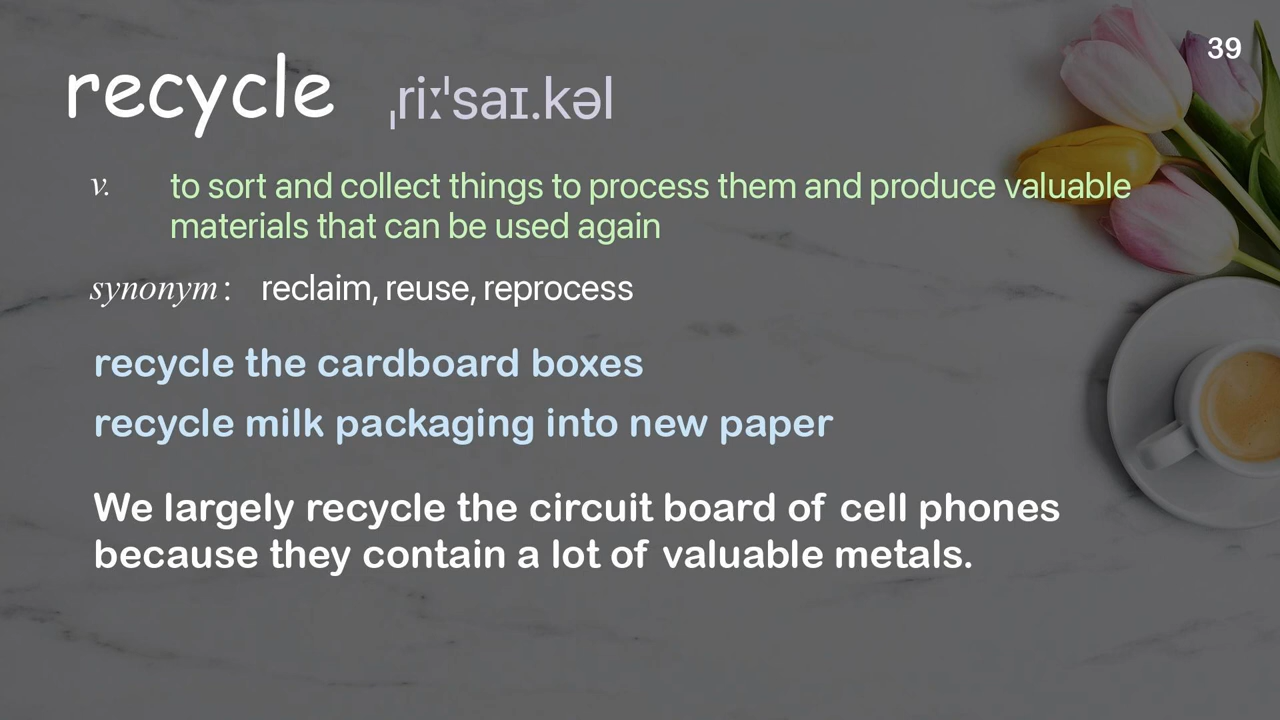 39
recycle ˌriːˈsaɪ.kəl
v. to sort and collect things to process them and produce valuable
materials that can be used again
synonym : reclaim, reuse, reprocess
recycle the cardboard boxes
recycle milk packaging into new paper
We largely recycle the circuit board of cell phones
because they contain a lot of valuable metals.